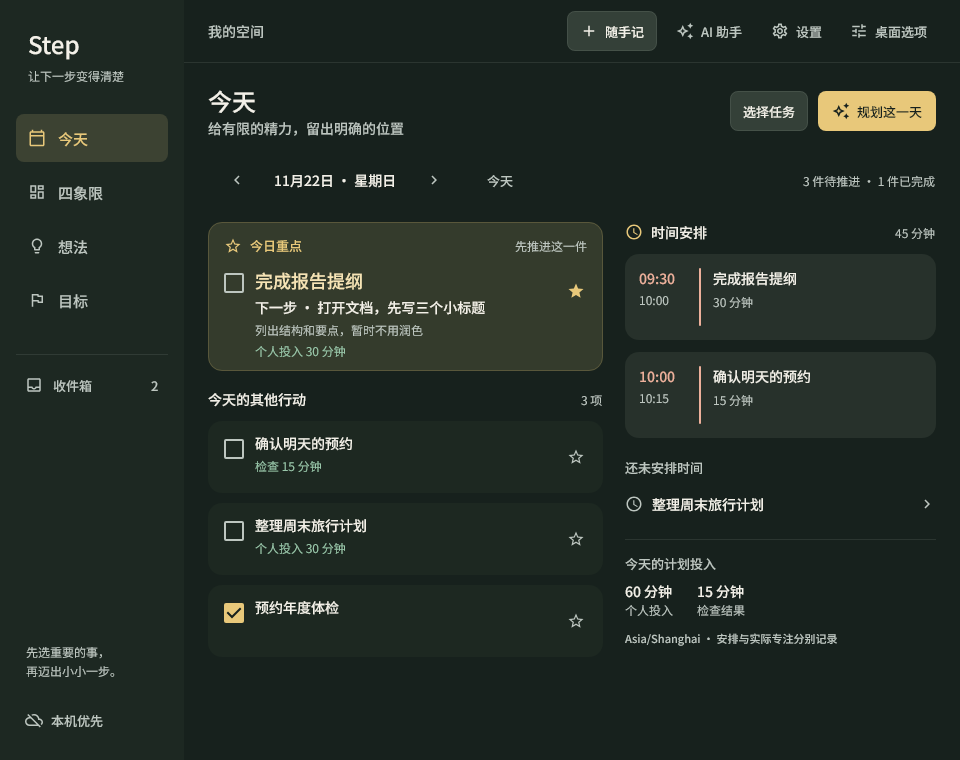 Step
让下一步变得清楚
今天
四象限
想法
目标
收件箱 2
先选重要的事，
再迈出小小一步。
本机优先
我的空间
随手记
AI 助手
设置
桌面选项
今天
给有限的精力，留出明确的位置
选择任务
规划这一天
11月22日 · 星期日
今天
3 件待推进 · 1 件已完成
今日重点
先推进这一件
完成报告提纲
下一步 · 打开文档，先写三个小标题
列出结构和要点，暂时不用润色
个人投入 30 分钟
今天的其他行动
3 项
确认明天的预约
检查 15 分钟
整理周末旅行计划
个人投入 30 分钟
预约年度体检
时间安排
45 分钟
09:30 完成报告提纲
10:00 30 分钟
10:00 确认明天的预约
10:15 15 分钟
还未安排时间
整理周末旅行计划
今天的计划投入
60 分钟 15 分钟
个人投入 检查结果
Asia/Shanghai · 安排与实际专注分别记录